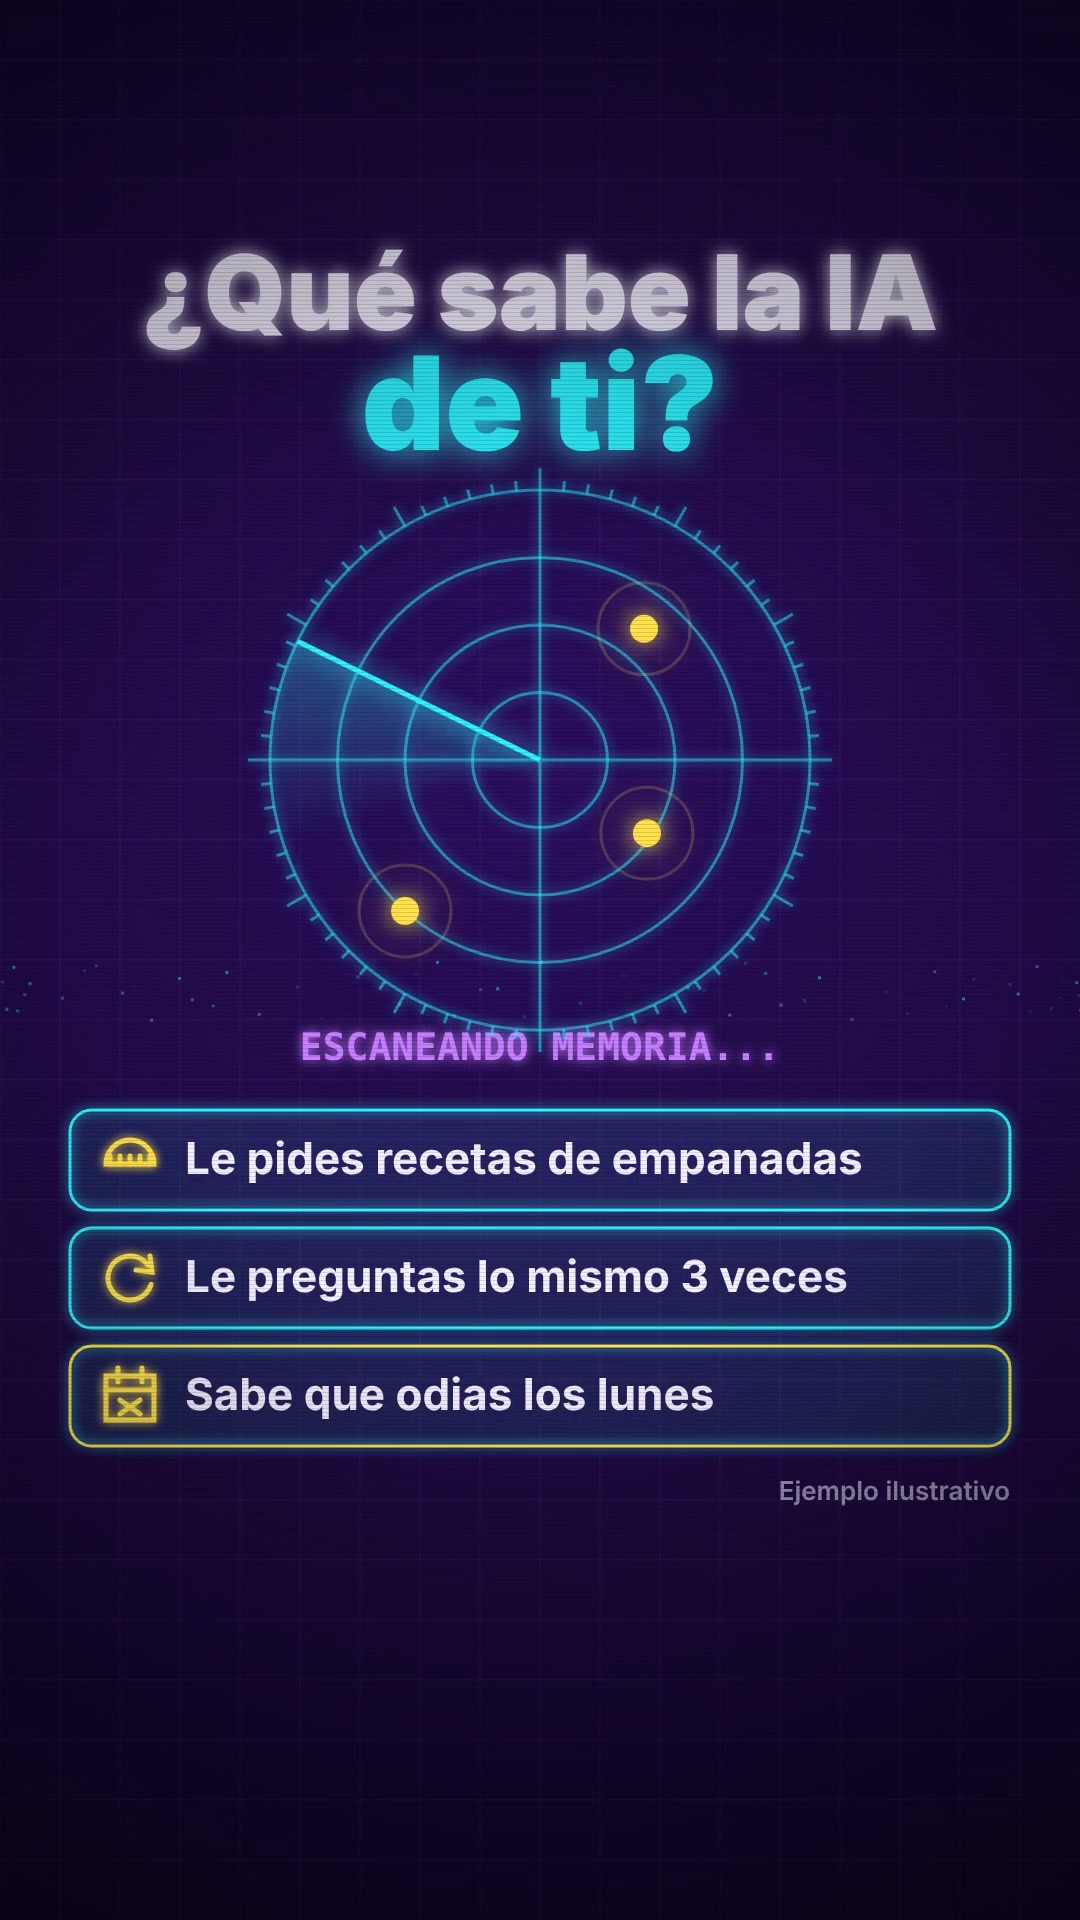 ¿Qué sabe la IA
de ti?
ESCANEANDO MEMORIA...
Le pides recetas de empanadas
Le preguntas lo mismo 3 veces
Sabe que odias los lunes
Ejemplo ilustrativo